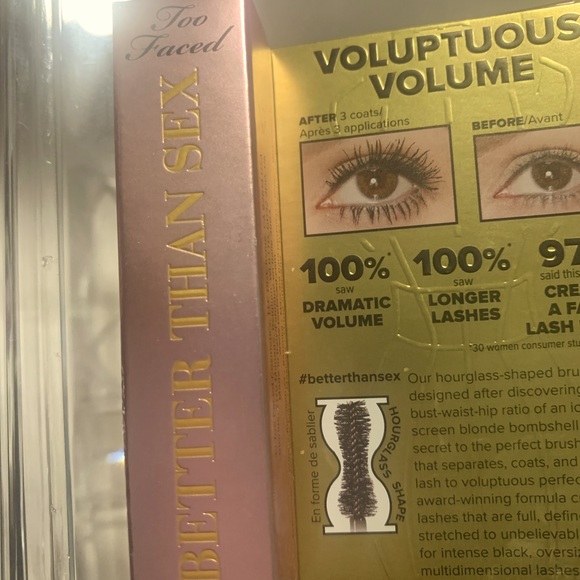 Too
Faced
BETTER THAN SEX
VOLUPTUOUS
VOLUME
AFTER 3 coats/
Après 3 applications
BEFORE/Avant
100%*
saw
DRAMATIC
VOLUME
100%*
saw
LONGER
LASHES
97
said this
CRE
A FA
LASH
*30 women consumer stu
#betterthansex
En forme de sablier
HOURGLASS SHAPE
Our hourglass-shaped bru
designed after discovering
bust-waist-hip ratio of an ic
screen blonde bombshell
secret to the perfect brush
that separates, coats, and
lash to voluptuous perfec
award-winning formula c
lashes that are full, defin
stretched to unbelievabl
for intense black, oversiz
multidimensional lashes